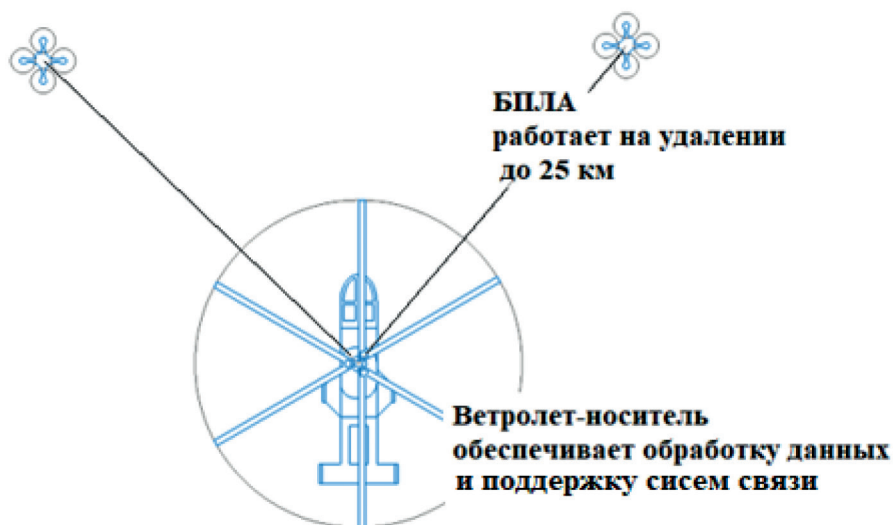 БПЛА
работает на удалении
до 25 км
Ветролет-носитель
обеспечивает обработку данных
и поддержку сисем связи